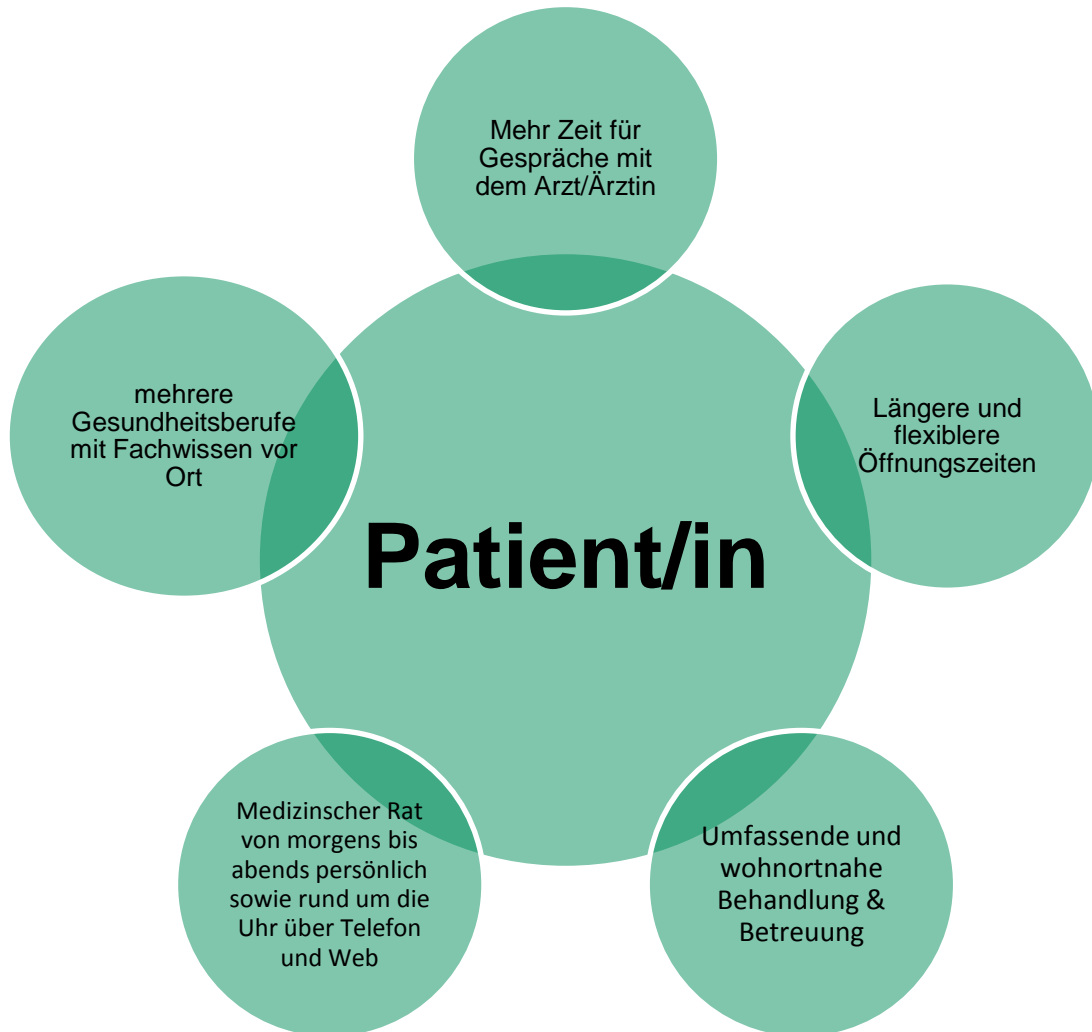 Mehr Zeit für
Gespräche mit
dem Arzt/Ärztin
mehrere
Gesundheitsberufe
mit Fachwissen vor
Ort
Längere und
flexiblere
Öffnungszeiten
Patient/in
Medizinscher Rat
von morgens bis
abends persönlich
sowie rund um die
Uhr über Telefon
und Web
Umfassende und
wohnortnahe
Behandlung &
Betreuung